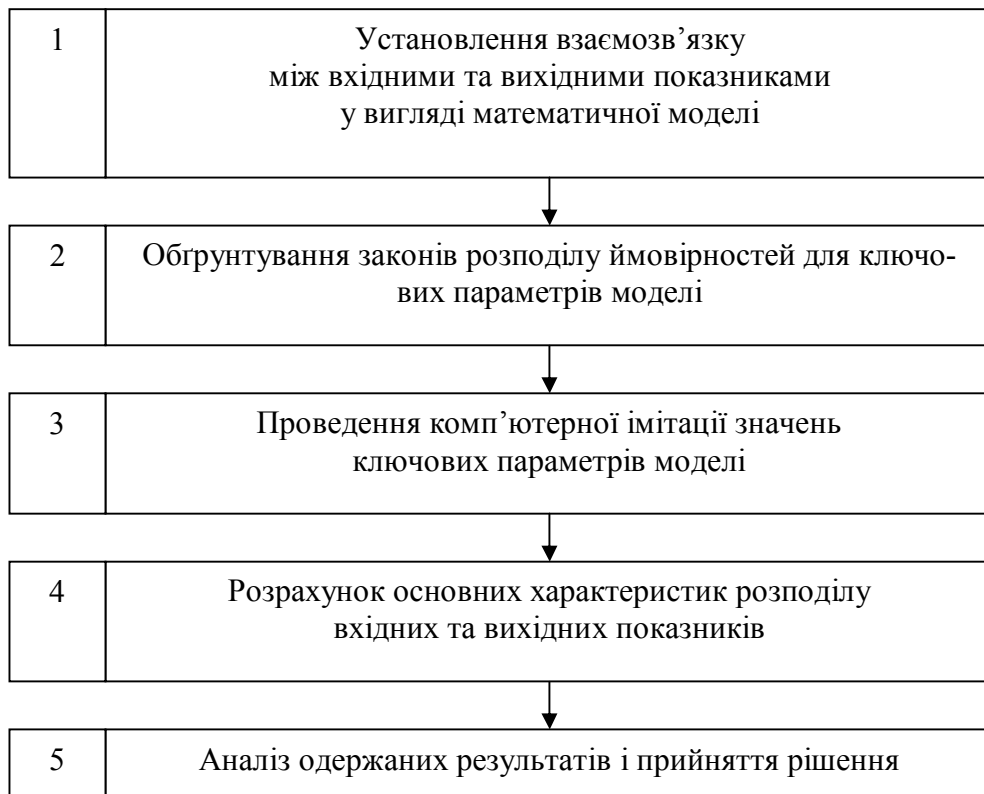 1
Установлення взаємозв’язку
між вхідними та вихідними показниками
у вигляді математичної моделі
2
Обґрунтування законів розподілу ймовірностей для ключо-
вих параметрів моделі
3
Проведення комп’ютерної імітації значень
ключових параметрів моделі
4
Розрахунок основних характеристик розподілу
вхідних та вихідних показників
5
Аналіз одержаних результатів і прийняття рішення